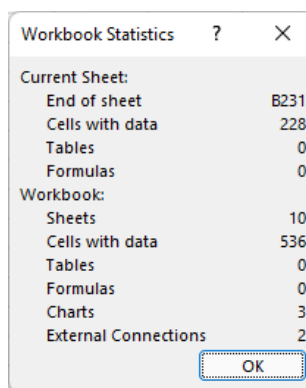 Workbook Statistics ? ×
Current Sheet:
End of sheet B231
Cells with data 228
Tables 0
Formulas 0
Workbook:
Sheets 10
Cells with data 536
Tables 0
Formulas 0
Charts 3
External Connections 2
OK